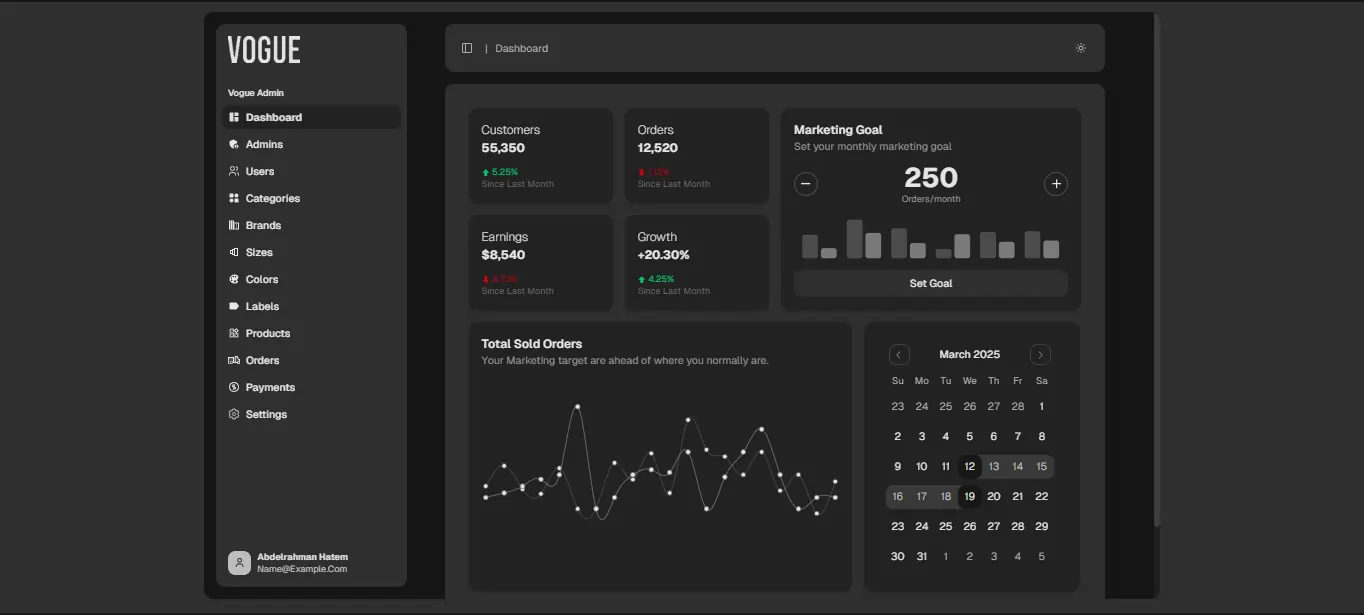 VOGUE
Vogue Admin
Dashboard
Admins
Users
Categories
Brands
Sizes
Colors
Labels
Products
Orders
Payments
Settings
Abdelrahman Hatem
Name@Example.Com
| Dashboard
Customers
55,350
5.25%
Since Last Month
Orders
12,520
Since Last Month
Earnings
$8,540
Since Last Month
Growth
+20.30%
4.25%
Since Last Month
Marketing Goal
Set your monthly marketing goal
250
Orders/month
Set Goal
Total Sold Orders
Your Marketing target are ahead of where you normally are.
March 2025
Su Mo Tu We Th Fr Sa
23 24 25 26 27 28 1
2 3 4 5 6 7 8
9 10 11 12 13 14 15
16 17 18 19 20 21 22
23 24 25 26 27 28 29
30 31 1 2 3 4 5